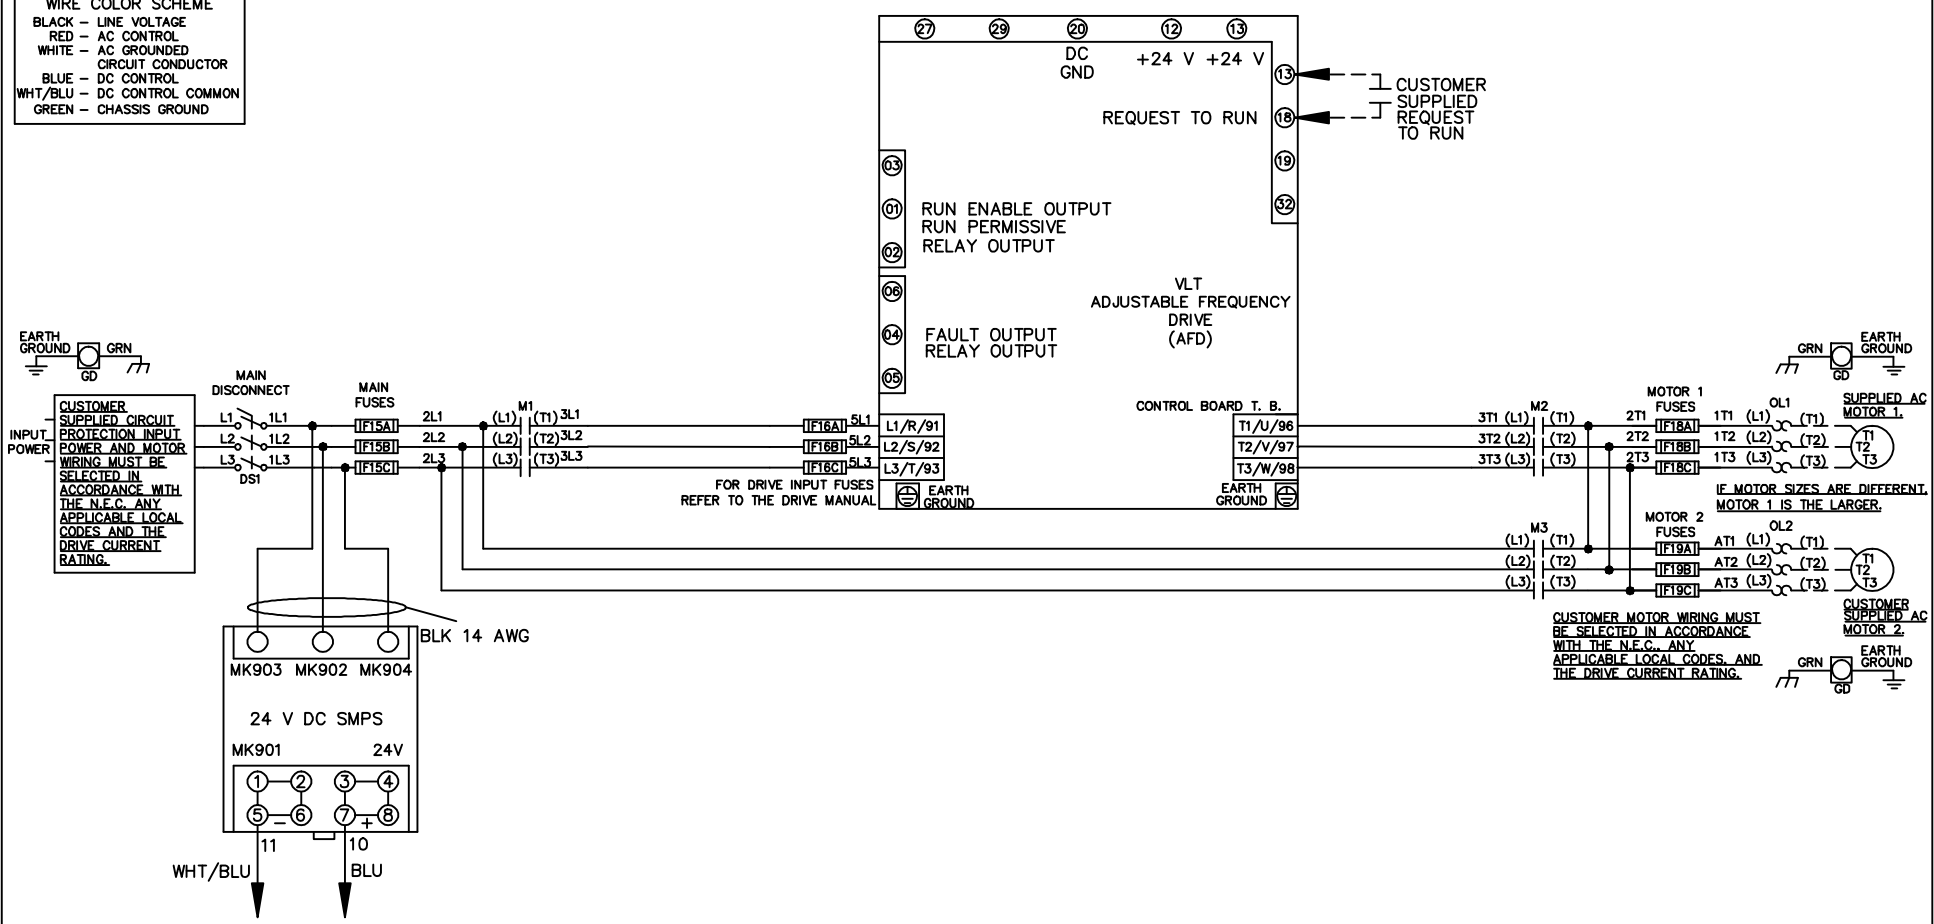 WIRE COLOR SCHEME
BLACK – LINE VOLTAGE
RED – AC CONTROL
WHITE – AC GROUNDED
CIRCUIT CONDUCTOR
BLUE – DC CONTROL
WHT/BLU – DC CONTROL COMMON
GREEN – CHASSIS GROUND
27 29 20 12 13
DC
GND
+24 V +24 V
13
REQUEST TO RUN 18
19
32
CUSTOMER
SUPPLIED
REQUEST
TO RUN
03
01
02
RUN ENABLE OUTPUT
RUN PERMISSIVE
RELAY OUTPUT
06
04
05
FAULT OUTPUT
RELAY OUTPUT
VLT
ADJUSTABLE FREQUENCY
DRIVE
(AFD)
EARTH
GROUND
GRN
GD
INPUT
POWER
CUSTOMER
SUPPLIED CIRCUIT
PROTECTION INPUT
POWER AND MOTOR
WIRING MUST BE
SELECTED IN
ACCORDANCE WITH
THE N.E.C. ANY
APPLICABLE LOCAL
CODES AND THE
DRIVE CURRENT
RATING.
MAIN
DISCONNECT
L1 1L1
L2 1L2
L3 1L3
DS1
MAIN
FUSES
F15A 2L1
F15B 2L2
F15C 2L3
M1
(L1) (T1) 3L1
(L2) (T2) 3L2
(L3) (T3) 3L3
F16A 5L1
F16B 5L2
F16C 5L3
FOR DRIVE INPUT FUSES
REFER TO THE DRIVE MANUAL
L1/R/91
L2/S/92
L3/T/93
EARTH
GROUND
CONTROL BOARD T. B.
T1/U/96
T2/V/97
T3/W/98
EARTH
GROUND
M2
3T1 (L1) (T1)
3T2 (L2) (T2)
3T3 (L3) (T3)
MOTOR 1
FUSES
2T1 F18A 1T1
2T2 F18B 1T2
2T3 F18C 1T3
OL1
(L1) (T1)
(L2) (T2)
(L3) (T3)
GRN
GD
EARTH
GROUND
SUPPLIED AC
MOTOR 1.
T1
T2
T3
IF MOTOR SIZES ARE DIFFERENT,
MOTOR 1 IS THE LARGER.
M3
(L1) (T1)
(L2) (T2)
(L3) (T3)
MOTOR 2
FUSES
F19A AT1
F19B AT2
F19C AT3
OL2
(L1) (T1)
(L2) (T2)
(L3) (T3)
T1
T2
T3
CUSTOMER
SUPPLIED AC
MOTOR 2.
CUSTOMER MOTOR WIRING MUST
BE SELECTED IN ACCORDANCE
WITH THE N.E.C., ANY
APPLICABLE LOCAL CODES, AND
THE DRIVE CURRENT RATING.
GRN
GD
EARTH
GROUND
BLK 14 AWG
MK903 MK902 MK904
24 V DC SMPS
MK901 24V
1 2 3 4
5 6 7 8
– +
11 10
WHT/BLU BLU